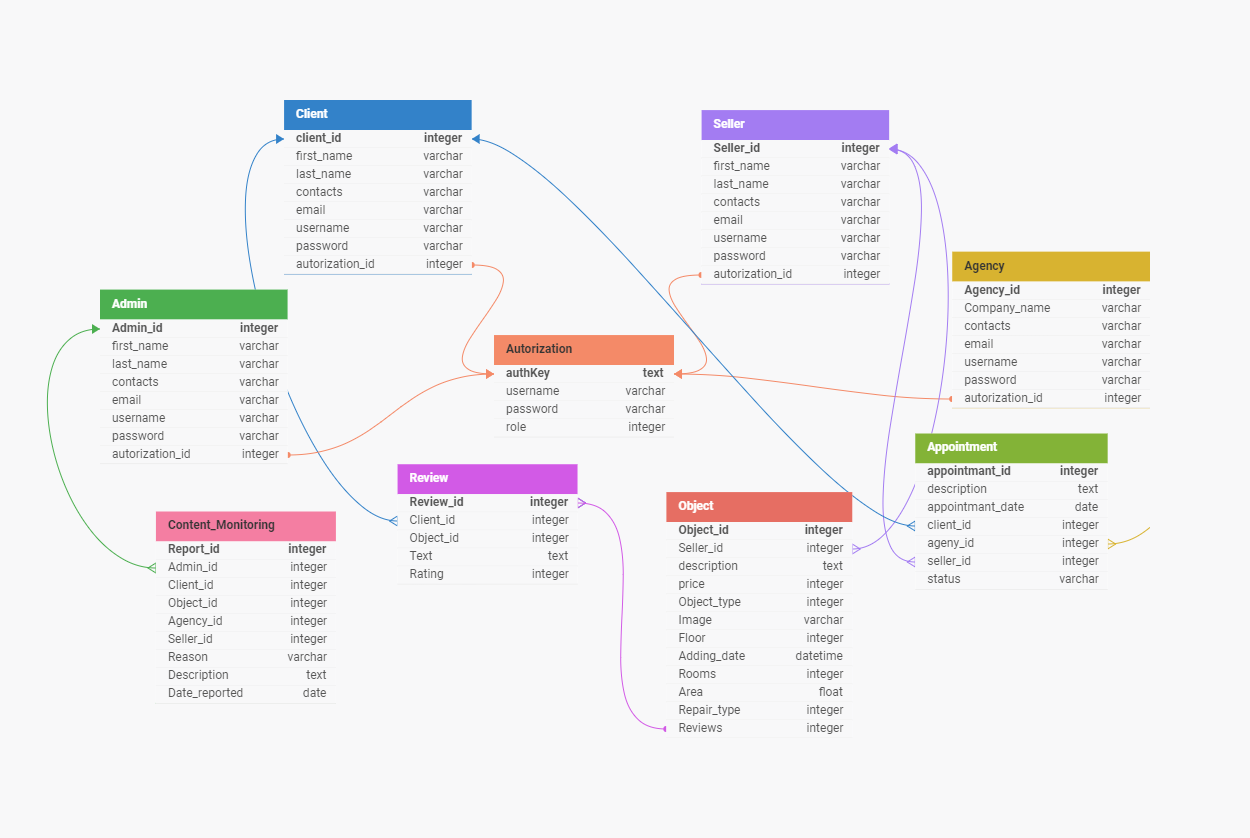 Client
client_id integer
first_name varchar
last_name varchar
contacts varchar
email varchar
username varchar
password varchar
autorization_id integer
Seller
Seller_id integer
first_name varchar
last_name varchar
contacts varchar
email varchar
username varchar
password varchar
autorization_id integer
Agency
Agency_id integer
Company_name varchar
contacts varchar
email varchar
username varchar
password varchar
autorization_id integer
Admin
Admin_id integer
first_name varchar
last_name varchar
contacts varchar
email varchar
username varchar
password varchar
autorization_id integer
Autorization
authKey text
username varchar
password varchar
role integer
Appointment
appointmant_id integer
description text
appointmant_date date
client_id integer
ageny_id integer
seller_id integer
status varchar
Review
Review_id integer
Client_id integer
Object_id integer
Text text
Rating integer
Object
Object_id integer
Seller_id integer
description text
price integer
Object_type integer
Image varchar
Floor integer
Adding_date datetime
Rooms integer
Area float
Repair_type integer
Reviews integer
Content_Monitoring
Report_id integer
Admin_id integer
Client_id integer
Object_id integer
Agency_id integer
Seller_id integer
Reason varchar
Description text
Date_reported date